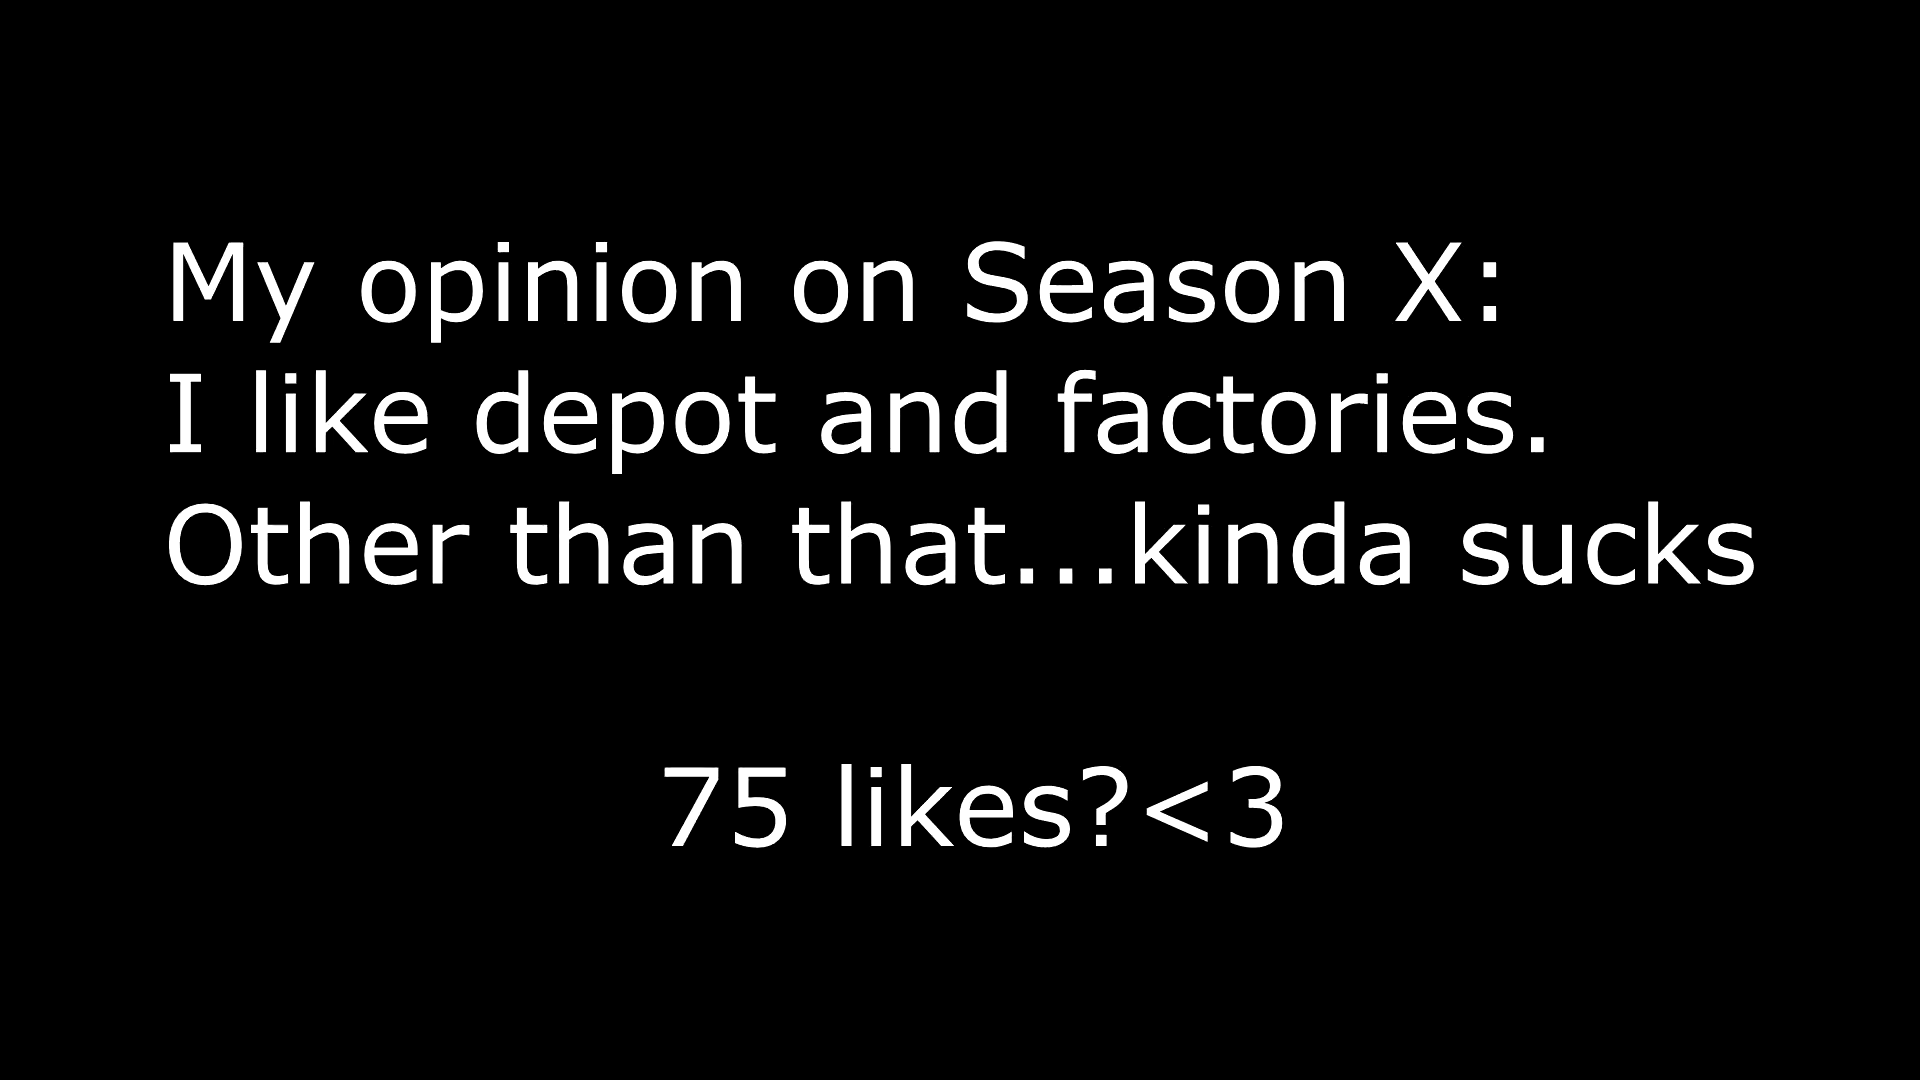 My opinion on Season X:
I like depot and factories.
Other than that...kinda sucks
75 likes?<3